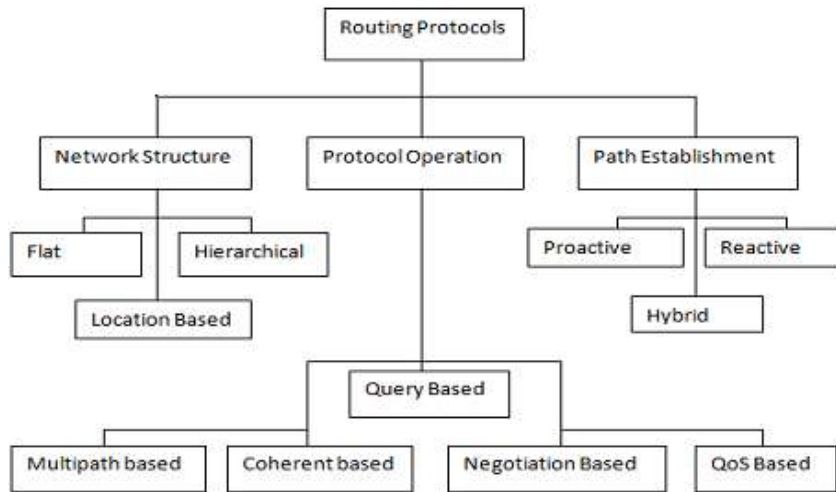 Routing Protocols
Network Structure
Protocol Operation
Path Establishment
Flat
Hierarchical
Proactive
Reactive
Location Based
Hybrid
Query Based
Multipath based
Coherent based
Negotiation Based
QoS Based